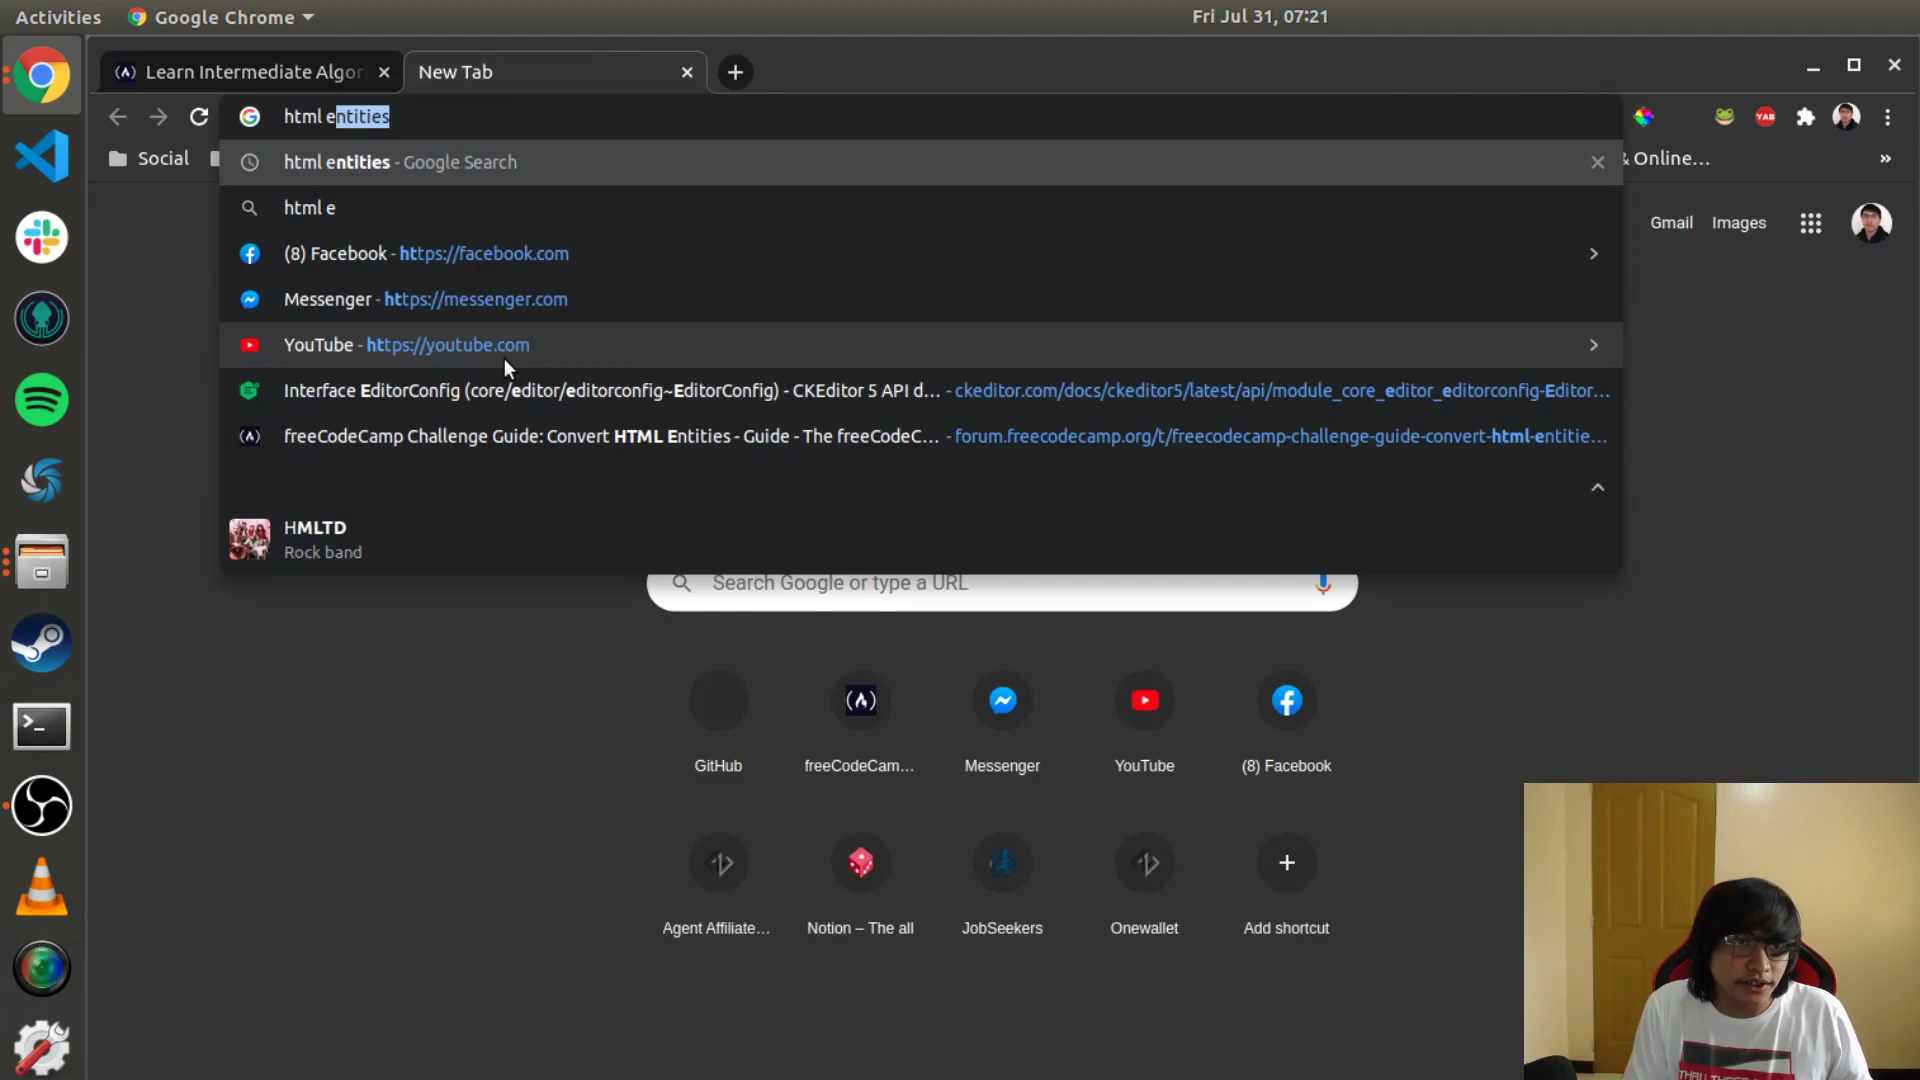 Activities
Google Chrome
Fri Jul 31, 07:21
Learn Intermediate Algori
New Tab
html entities
YAB
Social
& Online...
»
html entities - Google Search
html e
(8) Facebook - https://facebook.com
Messenger - https://messenger.com
YouTube - https://youtube.com
Interface EditorConfig (core/editor/editorconfig~EditorConfig) - CKEditor 5 API d... - ckeditor.com/docs/ckeditor5/latest/api/module_core_editor_editorconfig-Editor...
freeCodeCamp Challenge Guide: Convert HTML Entities - Guide - The freeCodeC... - forum.freecodecamp.org/t/freecodecamp-challenge-guide-convert-html-entitie...
HMLTD
Rock band
Gmail
Images
Search Google or type a URL
GitHub
freeCodeCam...
Messenger
YouTube
(8) Facebook
Agent Affiliate...
Notion – The all
JobSeekers
Onewallet
Add shortcut